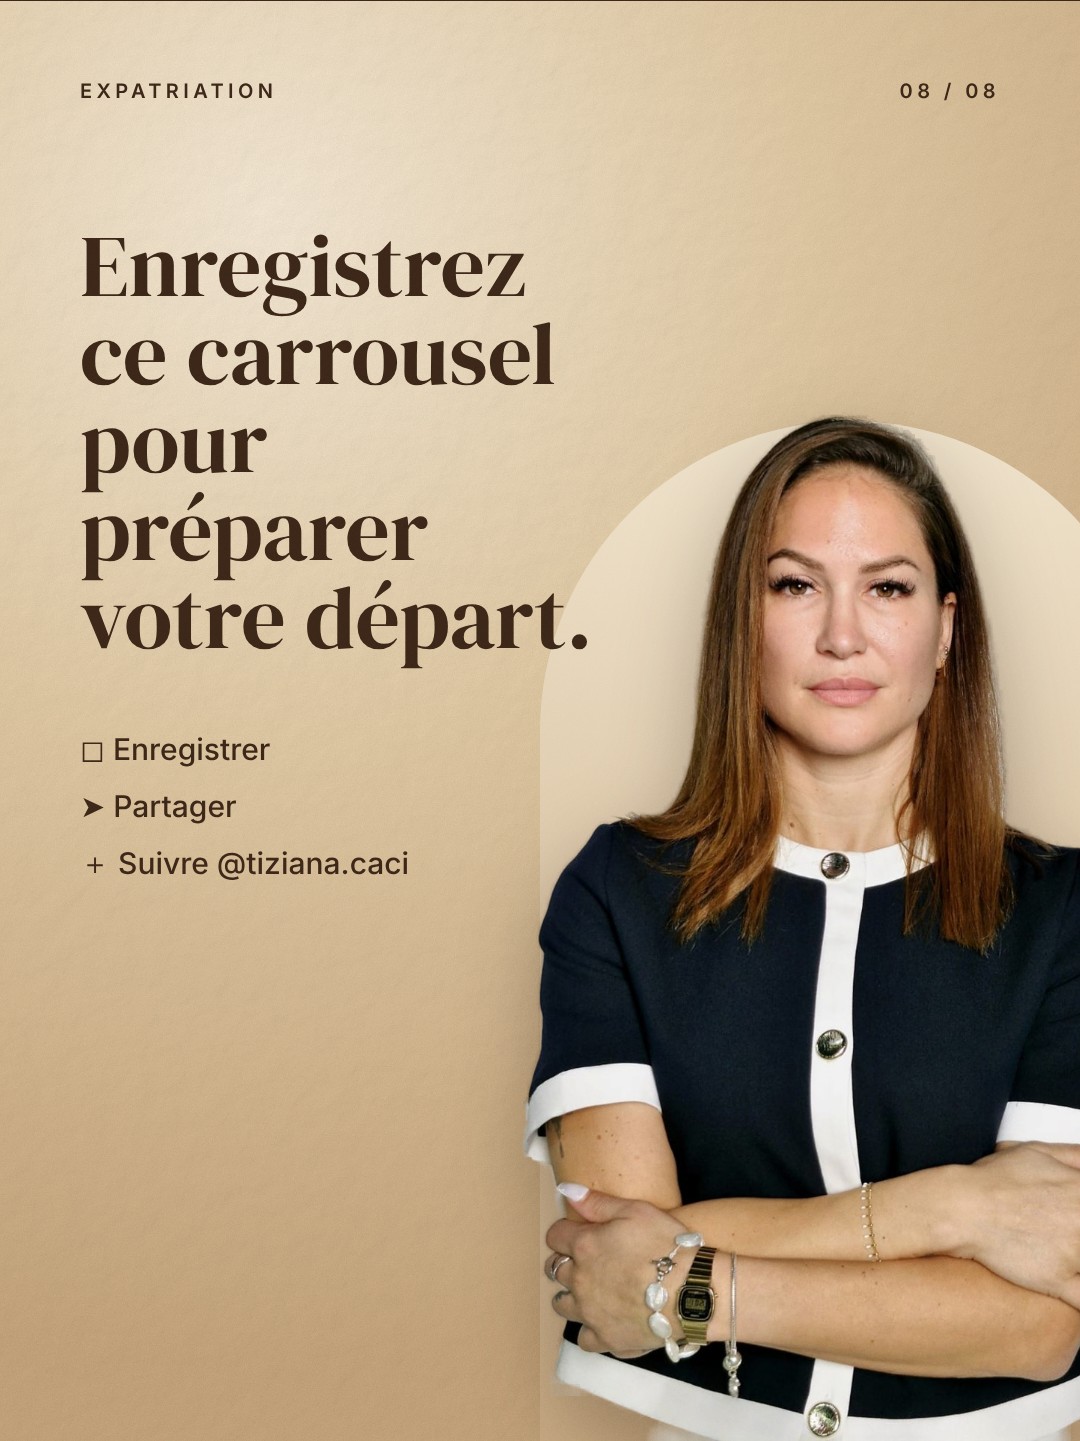 EXPATRIATION
08 / 08
Enregistrez
ce carrousel
pour
préparer
votre départ.
□ Enregistrer
➤ Partager
+ Suivre @tiziana.caci